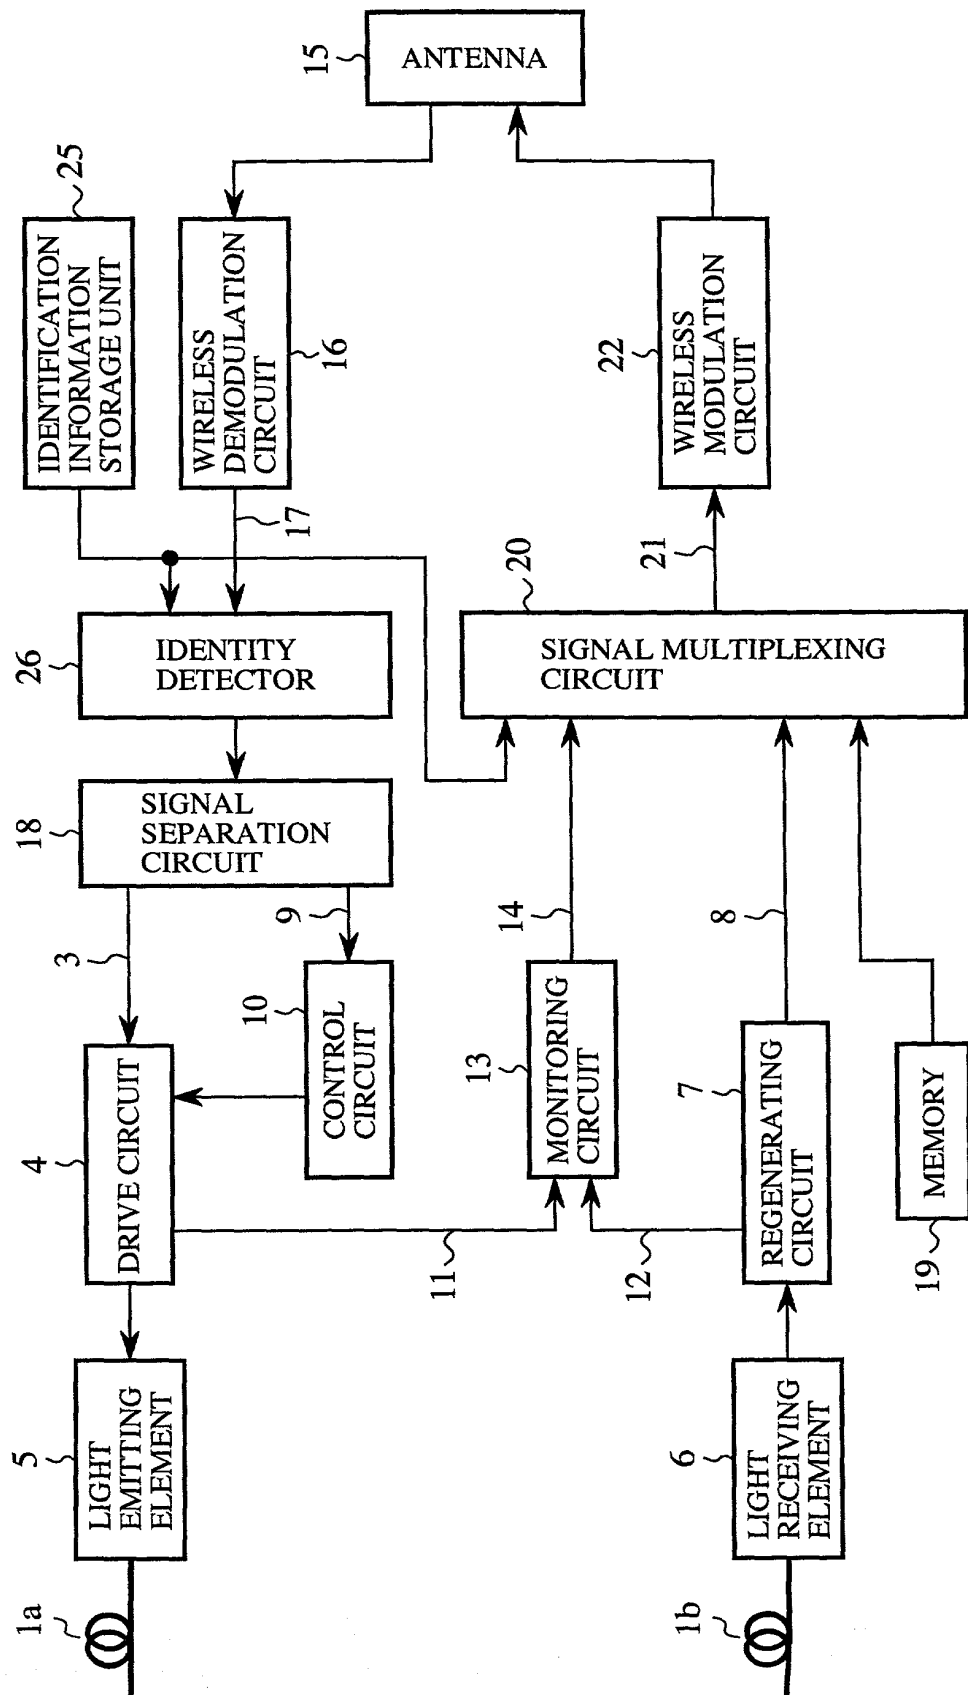 1a
5
LIGHT
EMITTING
ELEMENT
4
DRIVE CIRCUIT
3
18
SIGNAL
SEPARATION
CIRCUIT
26
IDENTITY
DETECTOR
IDENTIFICATION
INFORMATION
STORAGE UNIT
25
17
WIRELESS
DEMODULATION
CIRCUIT
16
15
ANTENNA
10
CONTROL
CIRCUIT
9
11
12
13
MONITORING
CIRCUIT
14
20
SIGNAL MULTIPLEXING
CIRCUIT
21
22
WIRELESS
MODULATION
CIRCUIT
1b
6
LIGHT
RECEIVING
ELEMENT
7
REGENERATING
CIRCUIT
8
19
MEMORY